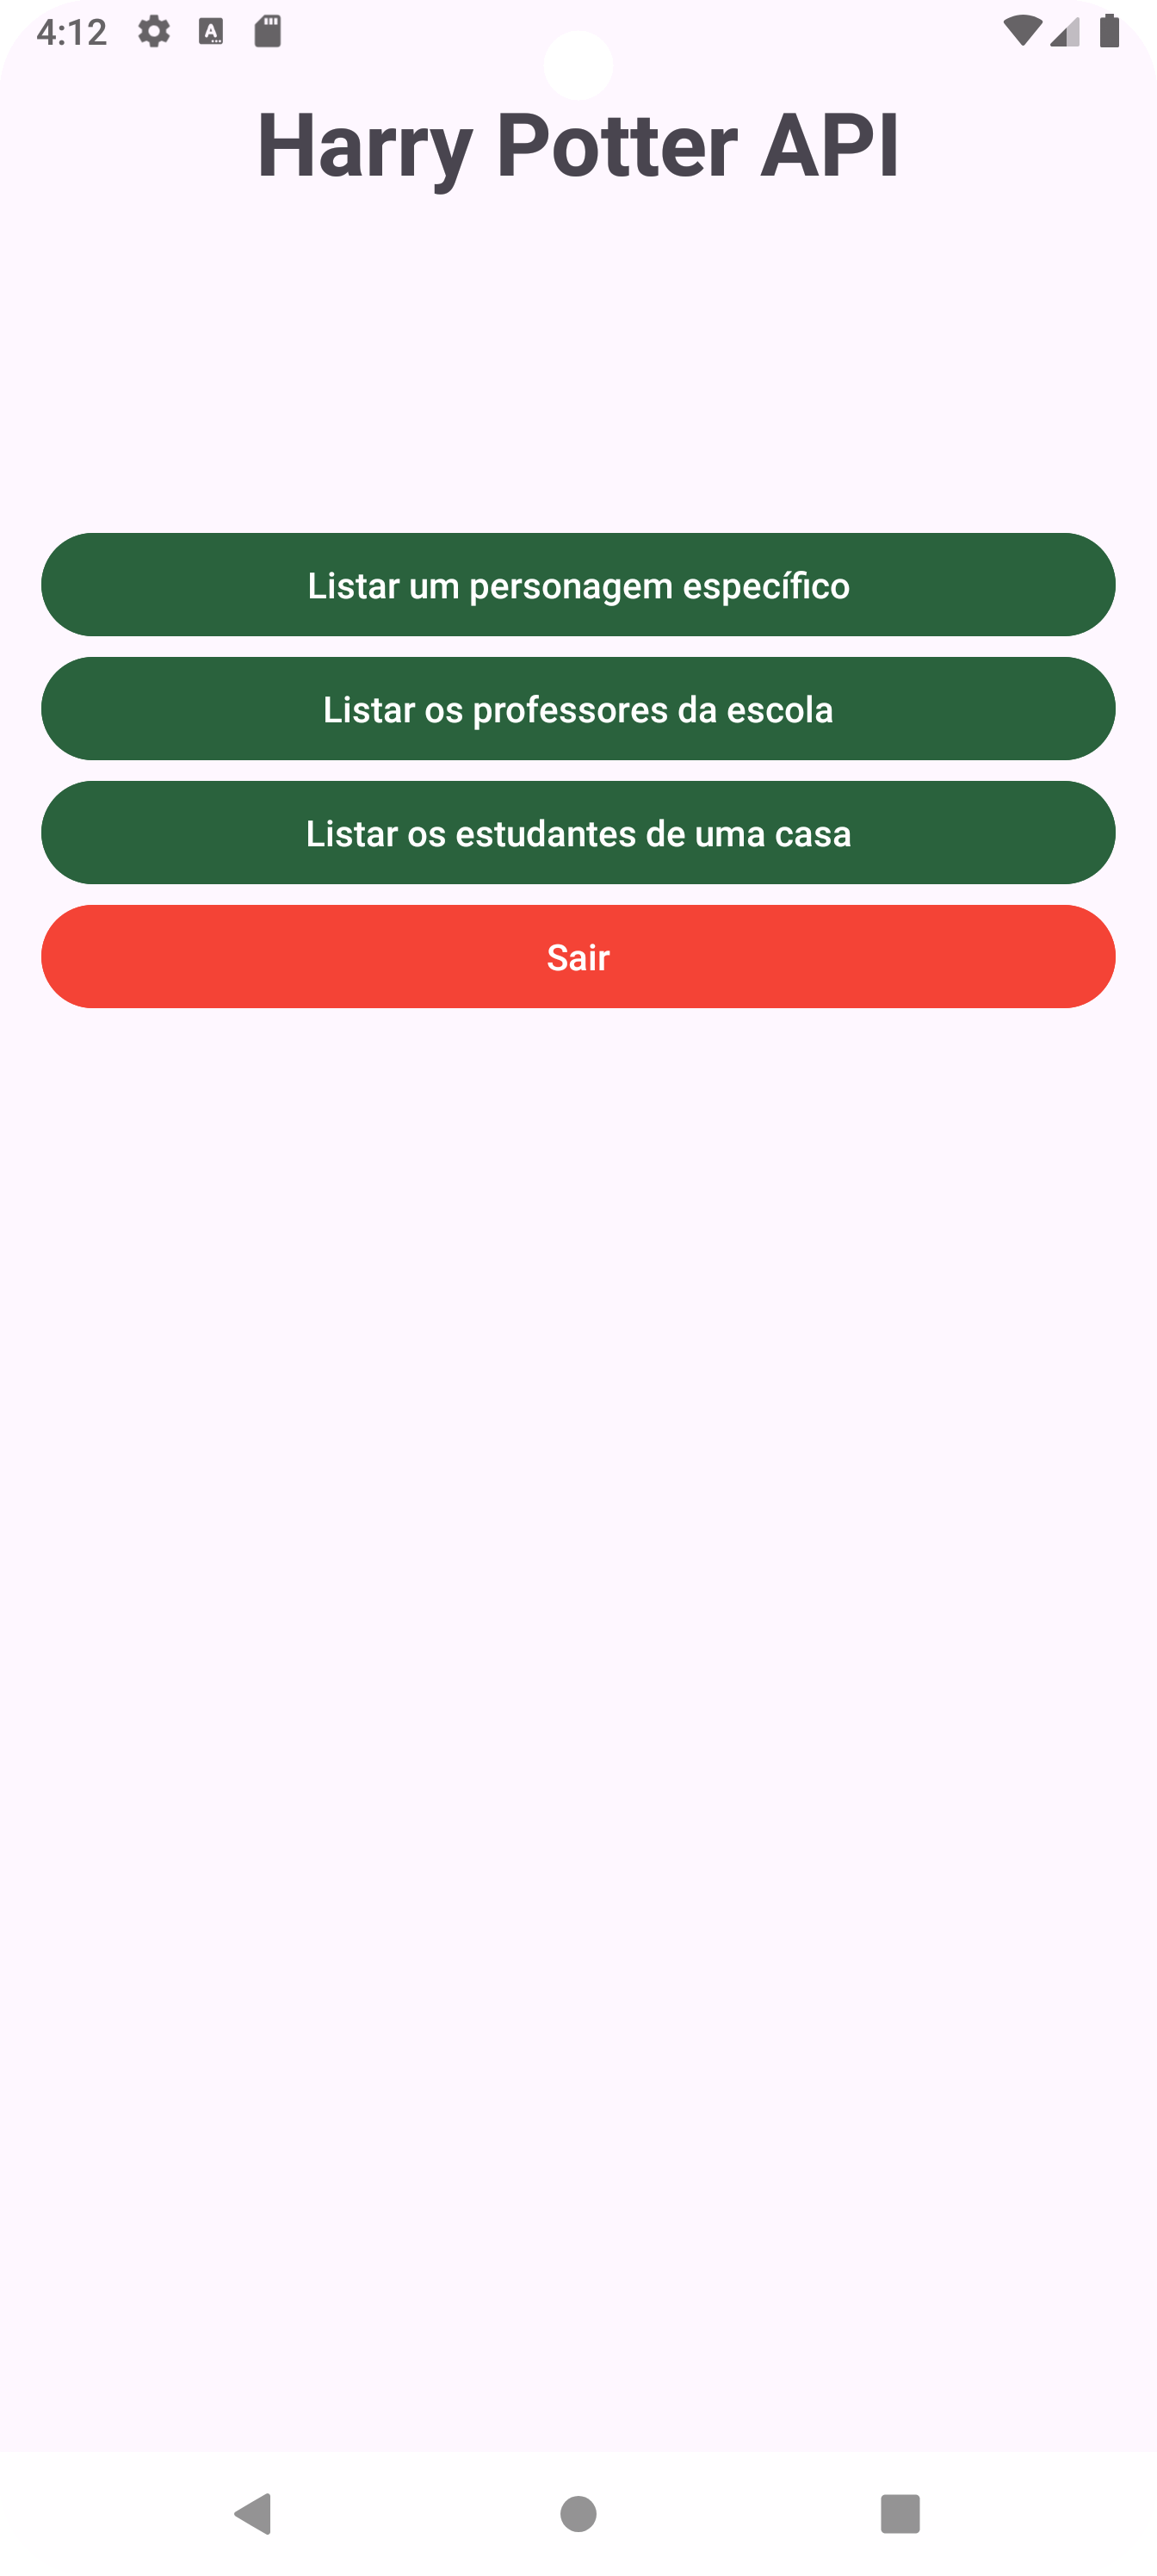 4:12
Harry Potter API
Listar um personagem específico
Listar os professores da escola
Listar os estudantes de uma casa
Sair